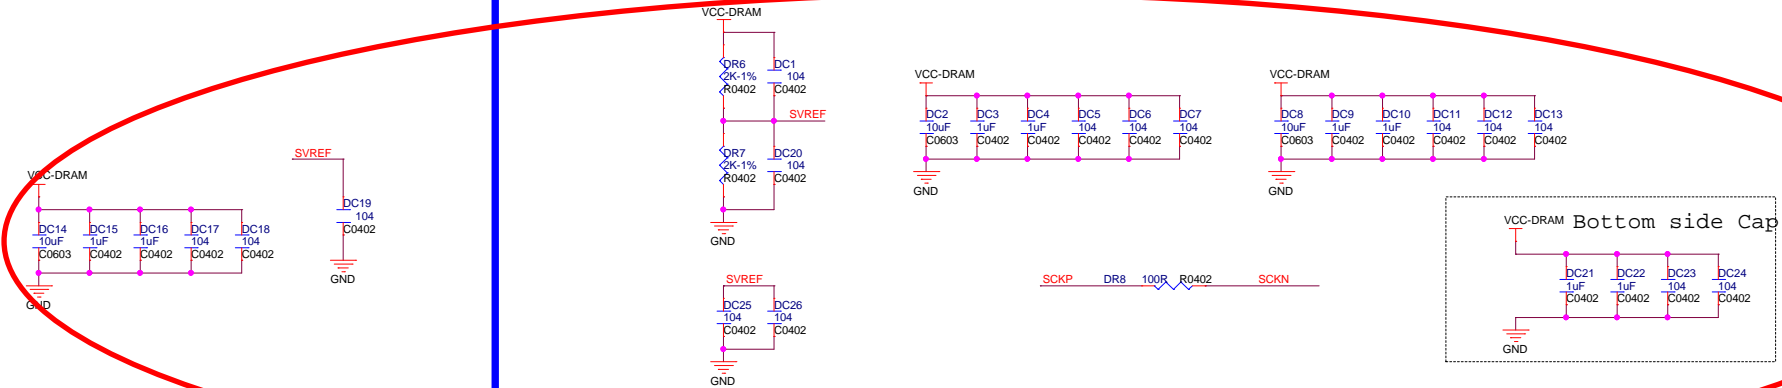 VCC-DRAM
DR6
2K-1%
R0402
DC1
104
C0402
SVREF
DR7
2K-1%
R0402
DC20
104
C0402
GND
VCC-DRAM
DC2
10uF
C0603
DC3
1uF
C0402
DC4
1uF
C0402
DC5
104
C0402
DC6
104
C0402
DC7
104
C0402
GND
VCC-DRAM
DC8
10uF
C0603
DC9
1uF
C0402
DC10
1uF
C0402
DC11
104
C0402
DC12
104
C0402
DC13
104
C0402
GND
VCC-DRAM
DC14
10uF
C0603
DC15
1uF
C0402
DC16
1uF
C0402
DC17
104
C0402
DC18
104
C0402
GND
SVREF
DC19
104
C0402
GND
SVREF
DC25
104
C0402
DC26
104
C0402
GND
SCKP DR8 100R R0402 SCKN
VCC-DRAM Bottom side Cap
DC21
1uF
C0402
DC22
1uF
C0402
DC23
104
C0402
DC24
104
C0402
GND